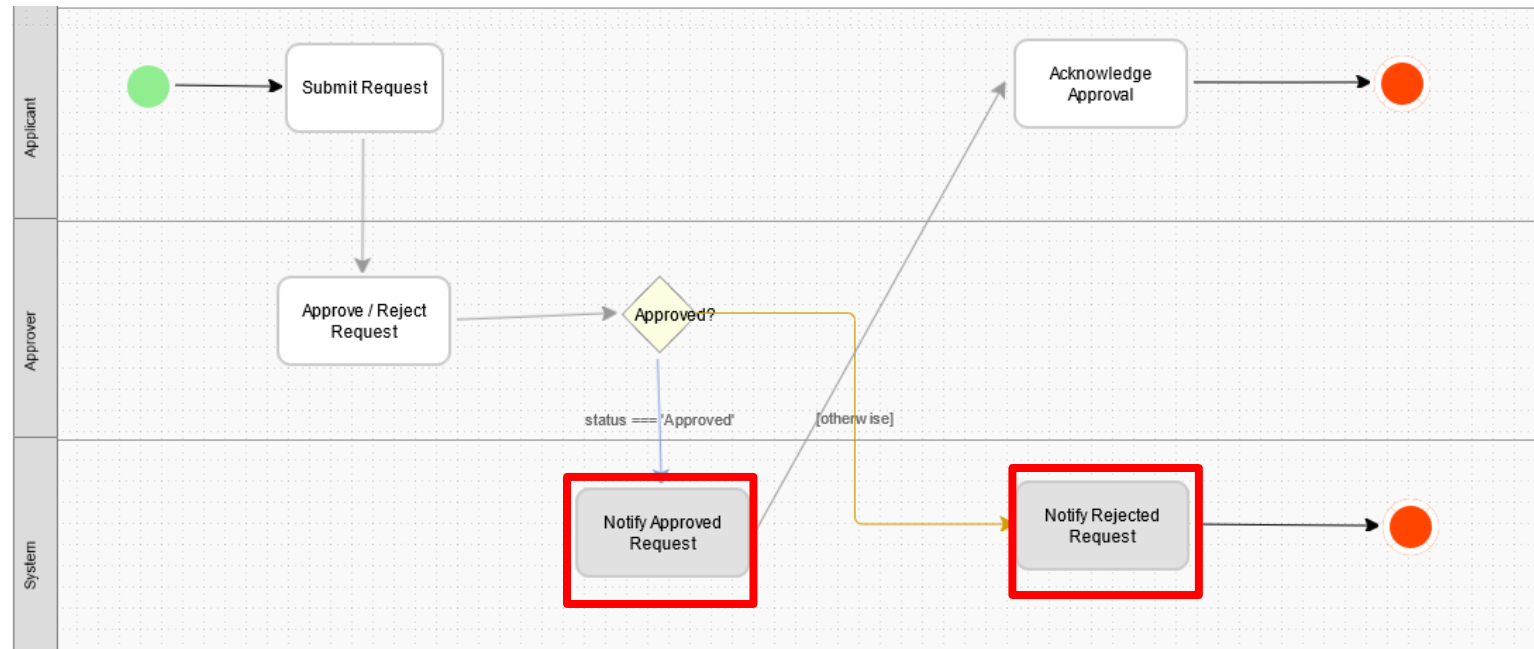 Applicant
Submit Request
Acknowledge
Approval
Approver
Approve / Reject
Request
Approved?
status === 'Approved'
[otherwise]
System
Notify Approved
Request
Notify Rejected
Request